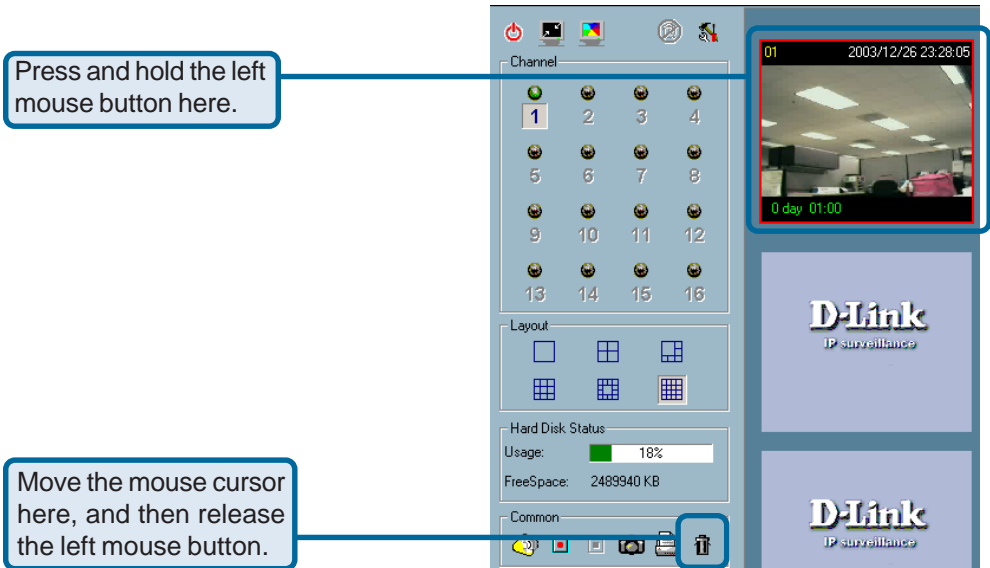 Press and hold the left
mouse button here.
Channel
1 2 3 4
5 6 7 8
9 10 11 12
13 14 15 16
Layout
Hard Disk Status
Usage: 18%
FreeSpace: 2489940 KB
Common
Move the mouse cursor
here, and then release
the left mouse button.
01 2003/12/26 23:28:05
0 day 01:00
D-Link
IP surveillance
D-Link
IP surveillance